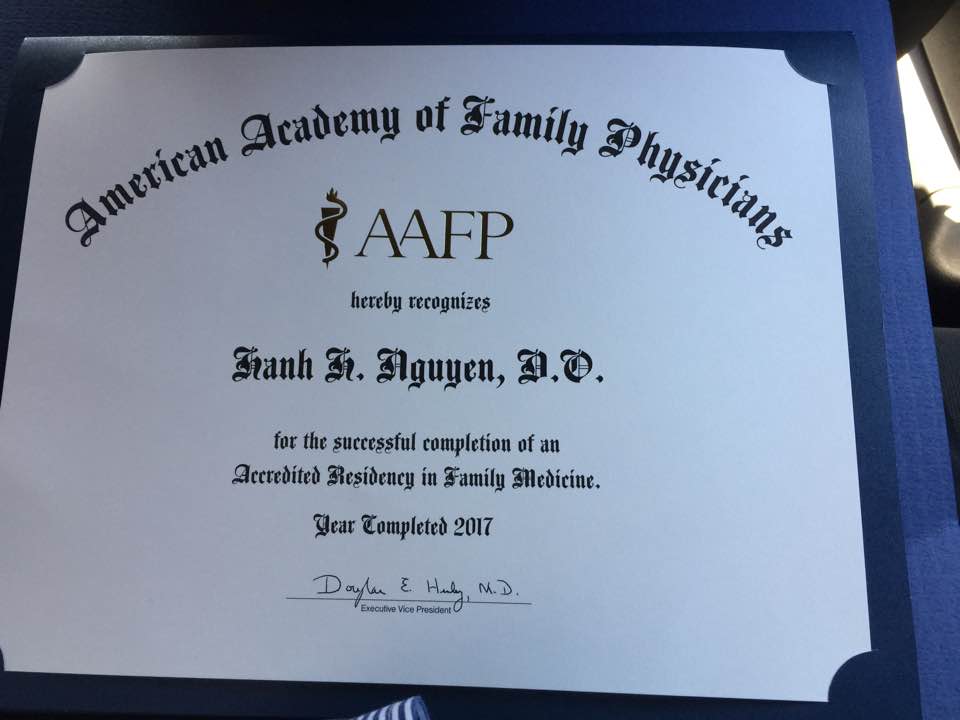 American Academy of Family Physicians
AAFP
hereby recognizes
Hanh H. Nguyen, D.O.
for the successful completion of an
Accredited Residency in Family Medicine.
Year Completed 2017
Douglas E. Henley, M.D.
Executive Vice President